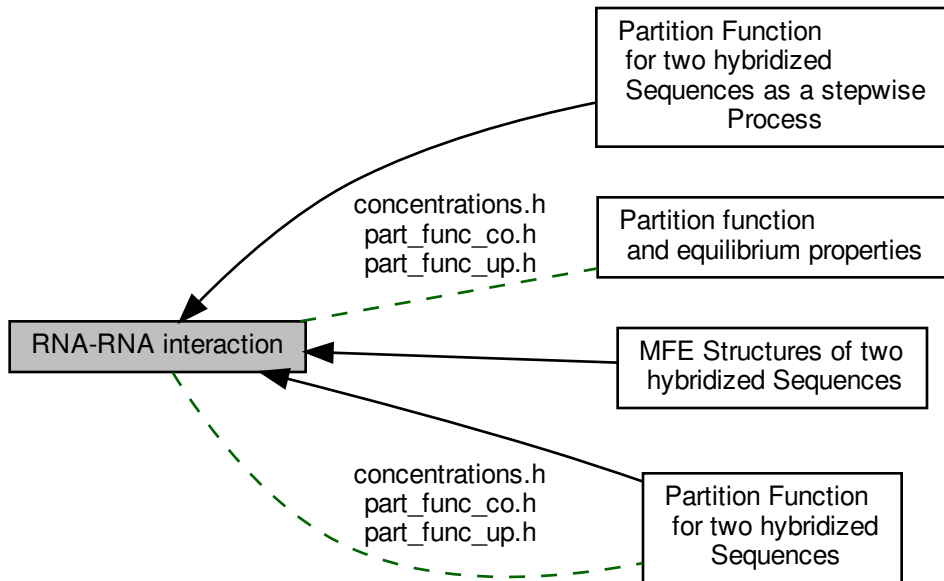 Partition Function
for two hybridized
Sequences as a stepwise
Process
concentrations.h
part_func_co.h
part_func_up.h
Partition function
and equilibrium properties
RNA-RNA interaction
MFE Structures of two
hybridized Sequences
concentrations.h
part_func_co.h
part_func_up.h
Partition Function
for two hybridized
Sequences